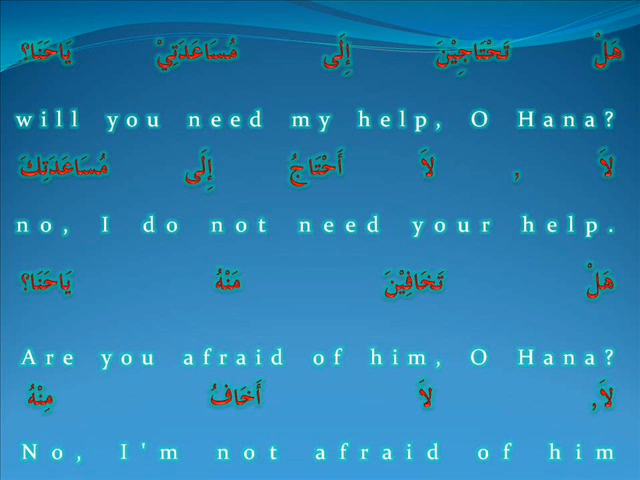 هَلْ تَحْتَاجِيْنَ إِلَى مُسَاعَدَتِيْ يَاحَنَا؟
will you need my help, O Hana?
لاَ , لاَ أَحْتَاجُ إِلَى مُسَاعَدَتِكَ
no, I do not need your help.
هَلْ تَخَافِيْنَ مَنْهُ يَاحَنَا؟
Are you afraid of him, O Hana?
لاَ, لاَ أَخَافُ مِنْهُ
No, I'm not afraid of him